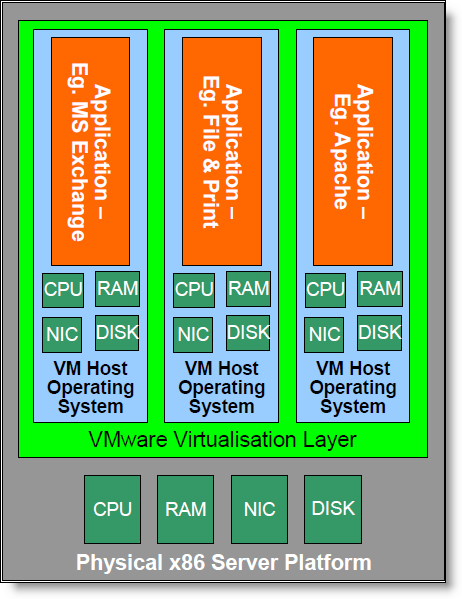 Application –
Eg. MS Exchange
Application –
Eg. File & Print
Application –
Eg. Apache
CPU RAM
NIC DISK
CPU RAM
NIC DISK
CPU RAM
NIC DISK
VM Host
Operating
System
VM Host
Operating
System
VM Host
Operating
System
VMware Virtualisation Layer
CPU RAM NIC DISK
Physical x86 Server Platform